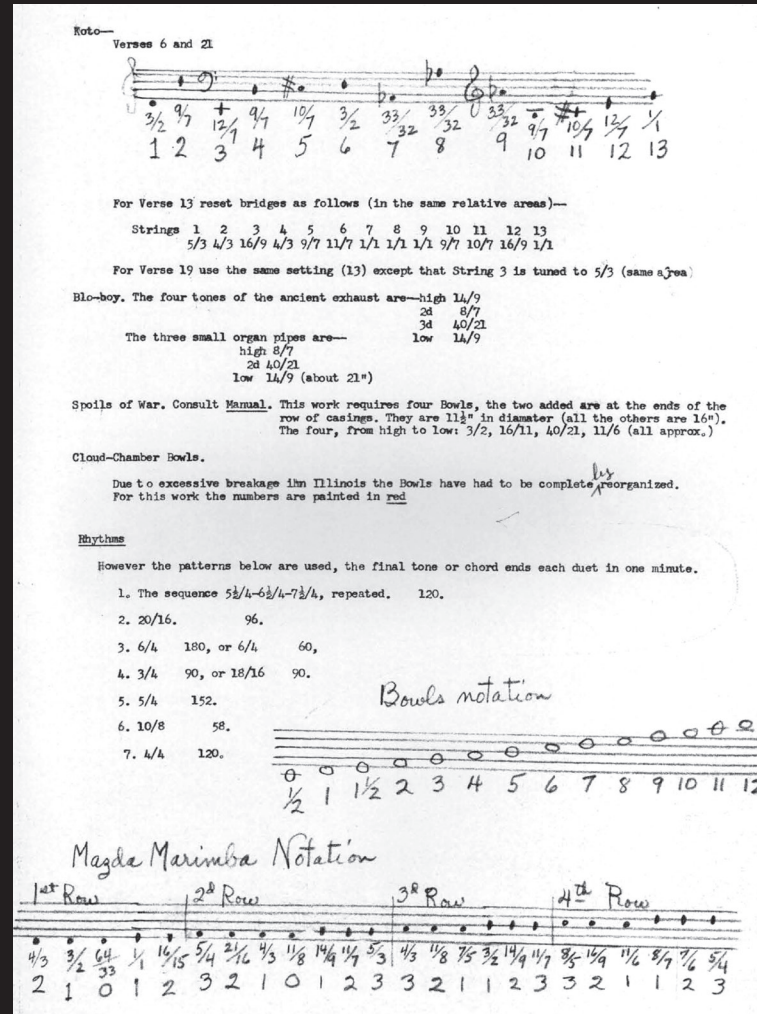 Koto—
Verses 6 and 21
3/2 9/7 12/7 9/7 10/7 3/2 33/32 33/32 33/32 9/7 10/7 12/7 1/1
1 2 3 4 5 6 7 8 9 10 11 12 13
For Verse 13 reset bridges as follows (in the same relative areas)—
Strings 1 2 3 4 5 6 7 8 9 10 11 12 13
5/3 4/3 16/9 4/3 9/7 11/7 1/1 1/1 1/1 9/7 10/7 16/9 1/1
For Verse 19 use the same setting (13) except that String 3 is tuned to 5/3 (same area)
Blo-boy. The four tones of the ancient exhaust are—high 14/9
2d 8/7
3d 40/21
The three small organ pipes are— low 14/9
high 8/7
2d 40/21
low 14/9 (about 21")
Spoils of War. Consult Manual. This work requires four Bowls, the two added are at the ends of the
row of casings. They are 11½" in diamater (all the others are 16").
The four, from high to low: 3/2, 16/11, 40/21, 11/6 (all approx.)
Cloud-Chamber Bowls.
Due to excessive breakage ihn Illinois the Bowls have had to be completely reorganized.
For this work the numbers are painted in red
Rhythms
However the patterns below are used, the final tone or chord ends each duet in one minute.
1. The sequence 5½/4-6½/4-7½/4, repeated. 120.
2. 20/16. 96.
3. 6/4 180, or 6/4 60,
4. 3/4 90, or 18/16 90.
5. 5/4 152.
6. 10/8 58.
7. 4/4 120.
Bowls notation
½ 1 1½ 2 3 4 5 6 7 8 9 10 11 12
Mazda Marimba Notation
1st Row 2d Row 3d Row 4th Row
4/3 3/2 64/33 1/1 16/15 5/4 21/16 4/3 11/8 14/9 11/7 5/3 4/3 11/8 7/5 3/2 14/9 11/7 8/5 16/9 11/6 8/7 7/6 5/4
2 1 0 1 2 3 2 1 0 1 2 3 3 2 1 1 2 3 3 2 1 1 2 3